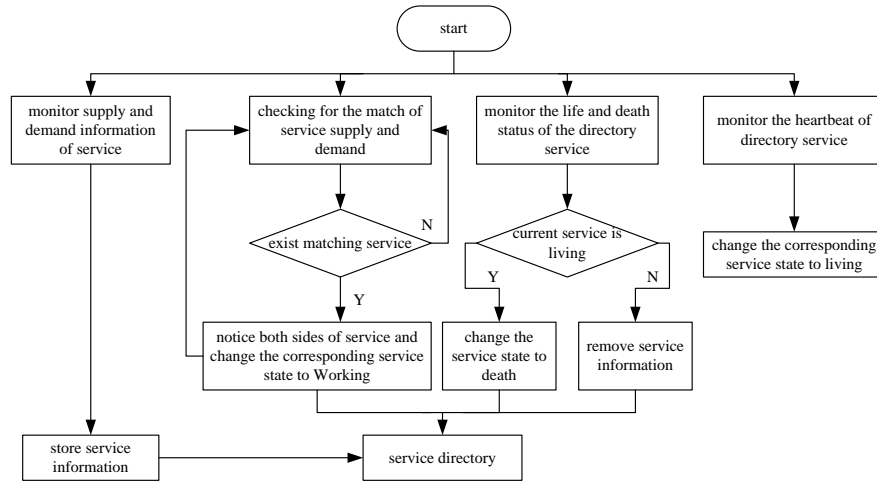 start
monitor supply and
demand information
of service
checking for the match of
service supply and
demand
monitor the life and death
status of the directory
service
monitor the heartbeat of
directory service
exist matching service
N
current service is
living
change the corresponding
service state to living
Y
Y
N
notice both sides of service and
change the corresponding service
state to Working
change the
service state to
death
remove service
information
store service
information
service directory